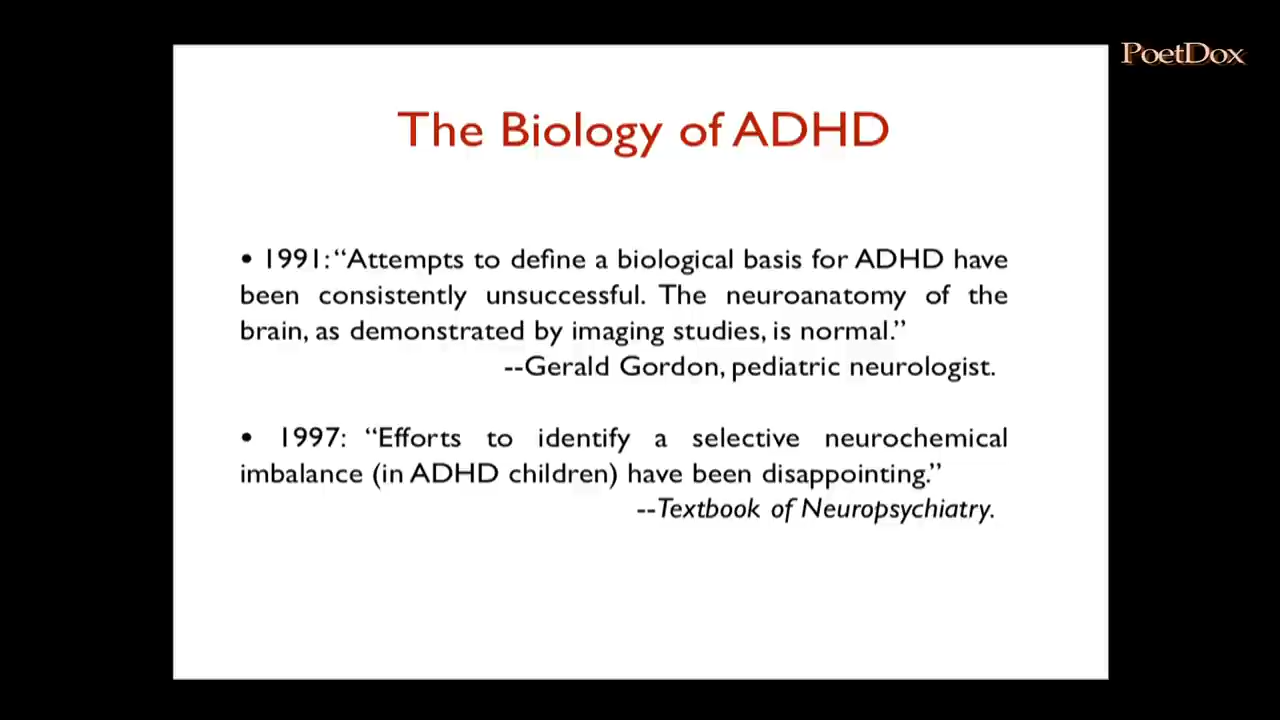 PoetDox
The Biology of ADHD
• 1991: “Attempts to define a biological basis for ADHD have
been consistently unsuccessful. The neuroanatomy of the
brain, as demonstrated by imaging studies, is normal.”
--Gerald Gordon, pediatric neurologist.
• 1997: “Efforts to identify a selective neurochemical
imbalance (in ADHD children) have been disappointing.”
--Textbook of Neuropsychiatry.